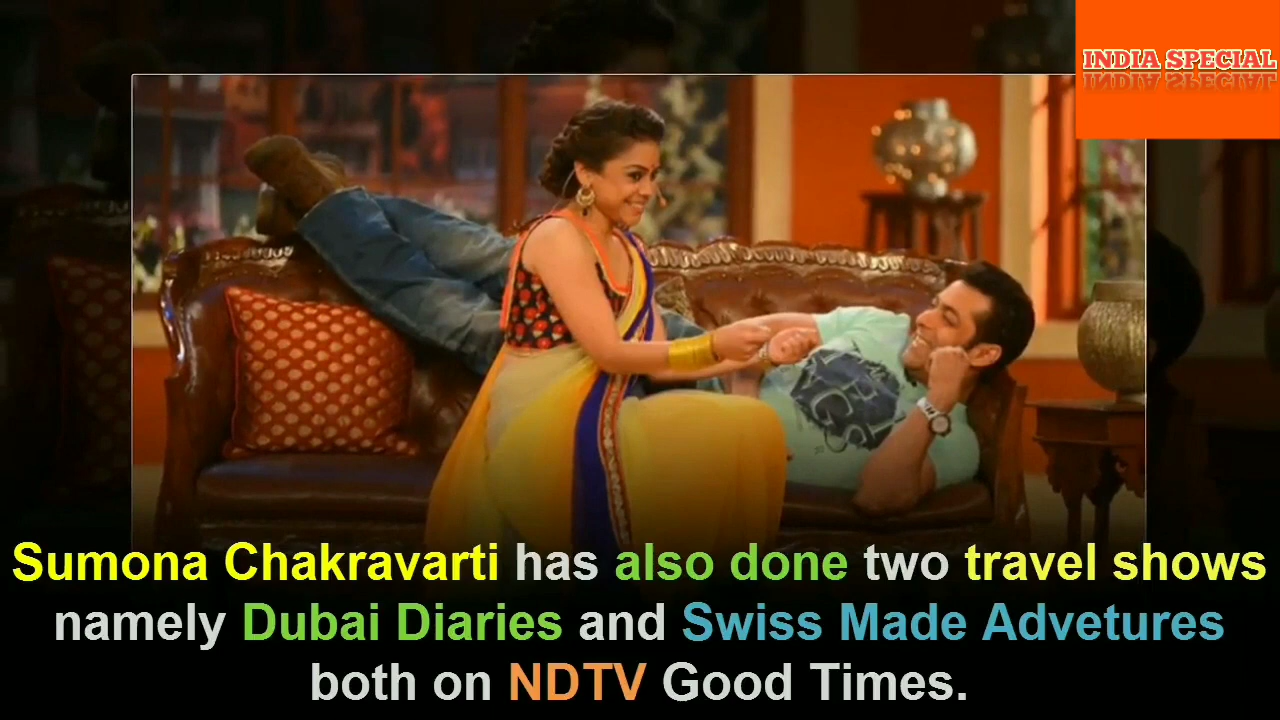 INDIA SPECIAL
Sumona Chakravarti has also done two travel shows
namely Dubai Diaries and Swiss Made Advetures
both on NDTV Good Times.